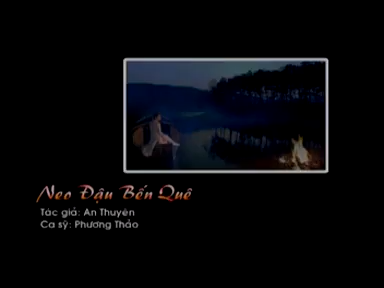 Neo Đậu Bến Quê
Tác giả: An Thuyên
Ca sỹ: Phương Thảo